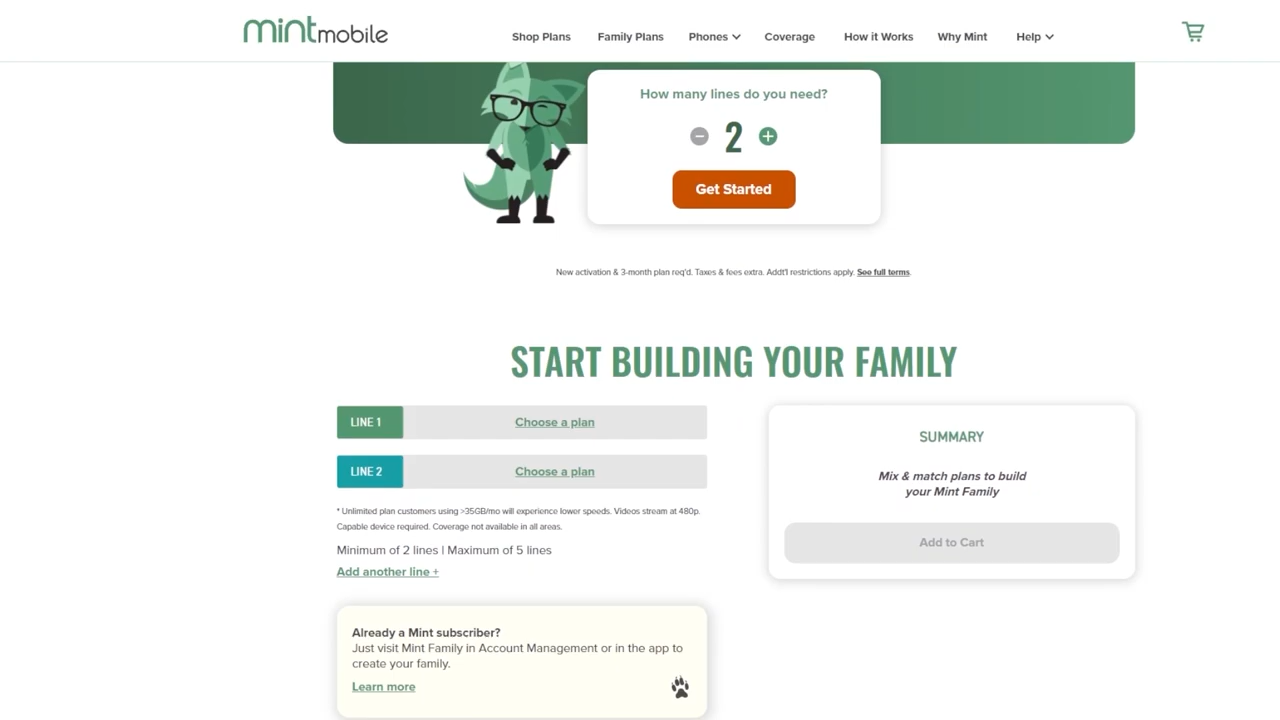 mintmobile
Shop Plans Family Plans Phones Coverage How it Works Why Mint Help
How many lines do you need?
2
Get Started
New activation & 3-month plan req'd. Taxes & fees extra. Addt'l restrictions apply. See full terms.
START BUILDING YOUR FAMILY
LINE 1 Choose a plan
LINE 2 Choose a plan
* Unlimited plan customers using >35GB/mo will experience lower speeds. Videos stream at 480p.
Capable device required. Coverage not available in all areas.
Minimum of 2 lines | Maximum of 5 lines
Add another line +
SUMMARY
Mix & match plans to build
your Mint Family
Add to Cart
Already a Mint subscriber?
Just visit Mint Family in Account Management or in the app to
create your family.
Learn more